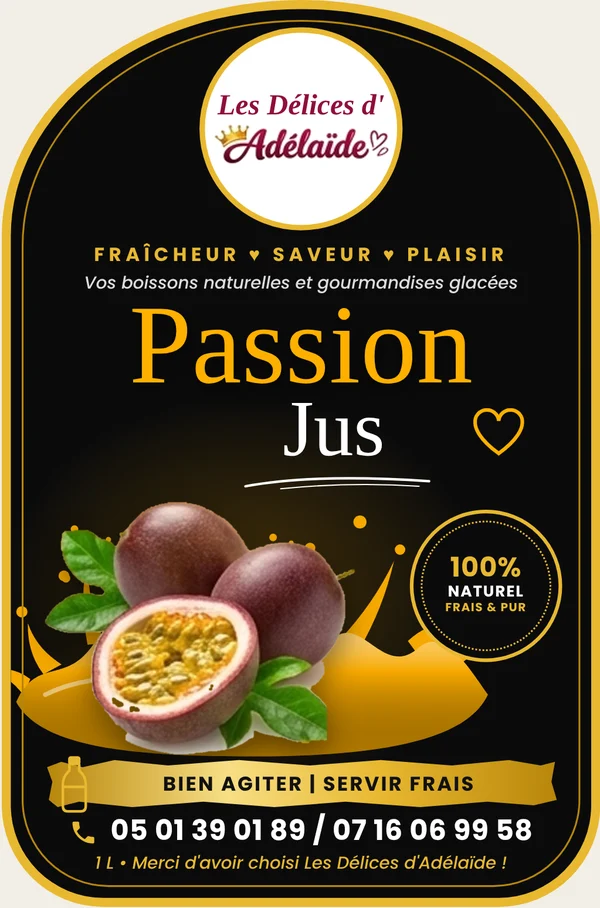 Les Délices d'
Adélaïde
FRAÎCHEUR ♥ SAVEUR ♥ PLAISIR
Vos boissons naturelles et gourmandises glacées
Passion
Jus
100%
NATUREL
FRAIS & PUR
BIEN AGITER | SERVIR FRAIS
05 01 39 01 89 / 07 16 06 99 58
1 L • Merci d'avoir choisi Les Délices d'Adélaïde !